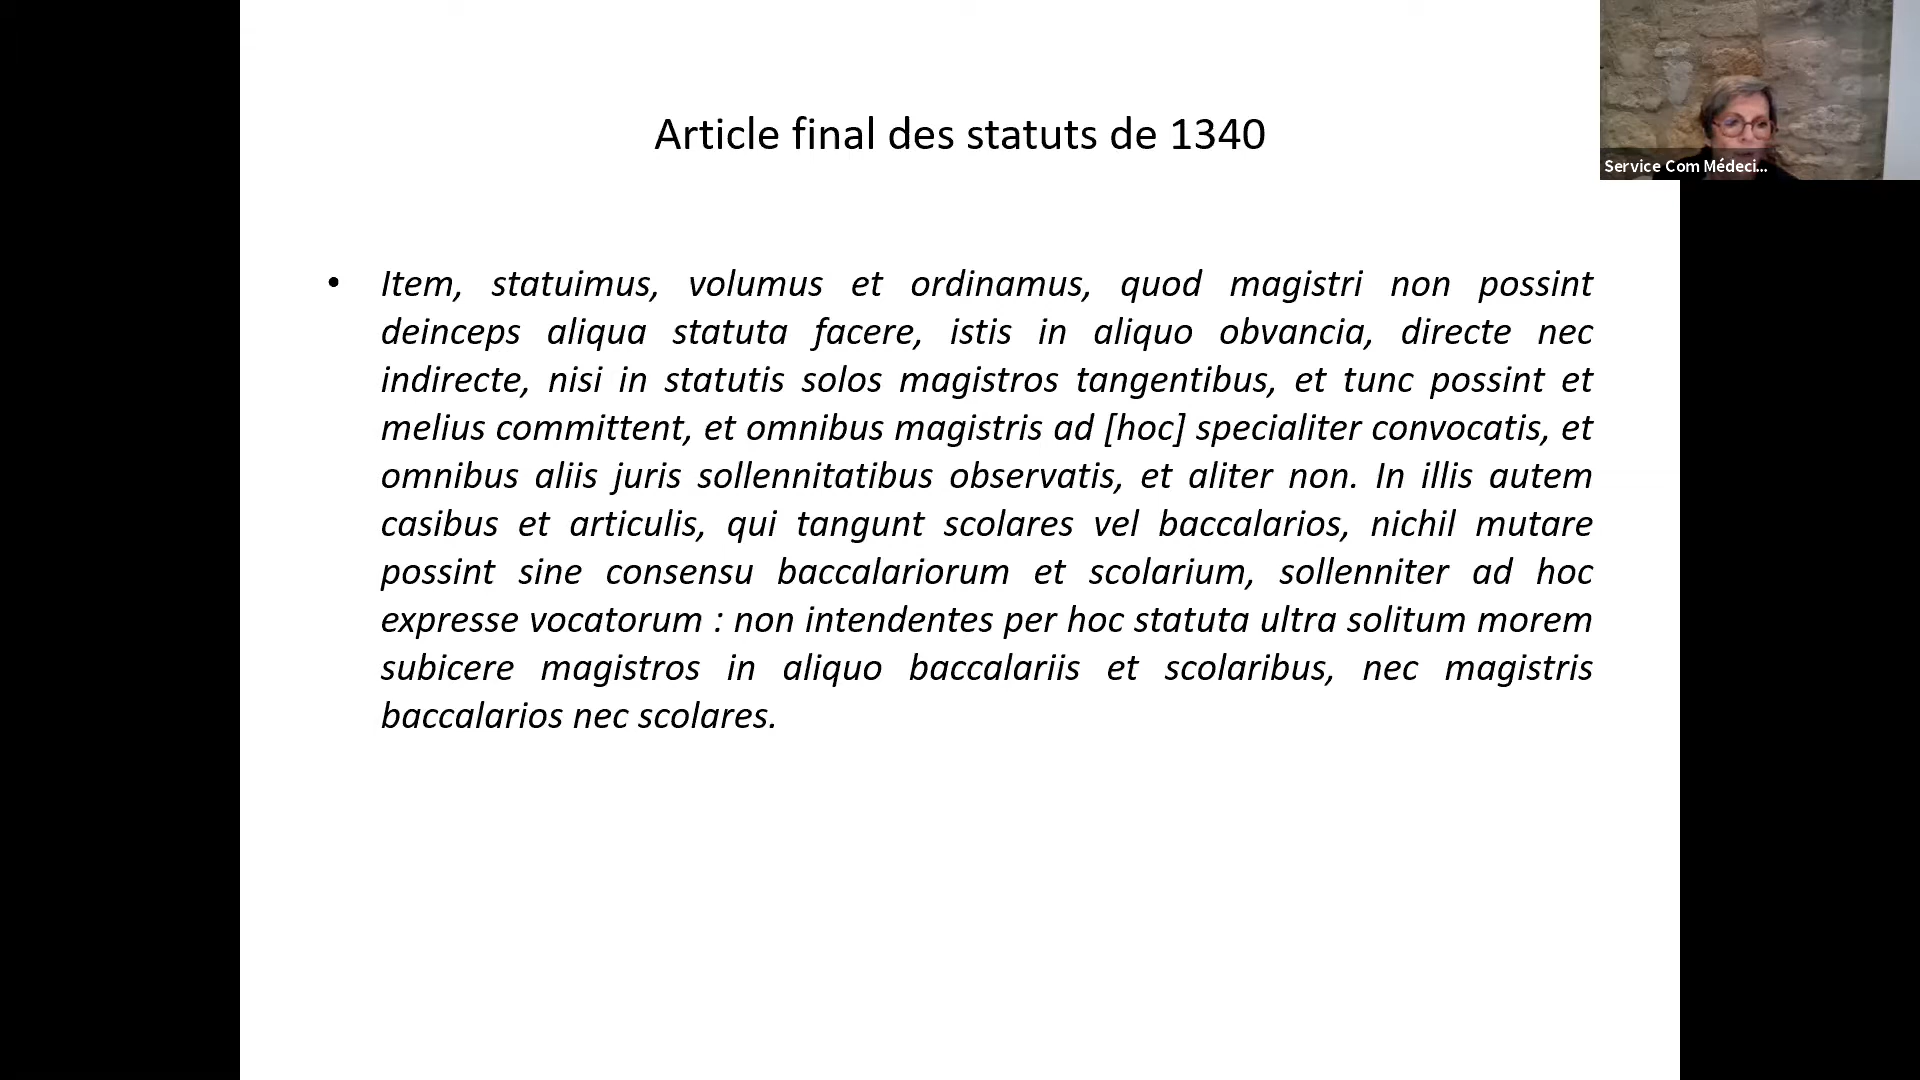 Article final des statuts de 1340
Service Com Médeci...
• Item, statuimus, volumus et ordinamus, quod magistri non possint
deinceps aliqua statuta facere, istis in aliquo obvancia, directe nec
indirecte, nisi in statutis solos magistros tangentibus, et tunc possint et
melius committent, et omnibus magistris ad [hoc] specialiter convocatis, et
omnibus aliis juris sollennitatibus observatis, et aliter non. In illis autem
casibus et articulis, qui tangunt scolares vel baccalarios, nichil mutare
possint sine consensu baccalariorum et scolarium, sollenniter ad hoc
expresse vocatorum : non intendentes per hoc statuta ultra solitum morem
subicere magistros in aliquo baccalariis et scolaribus, nec magistris
baccalarios nec scolares.